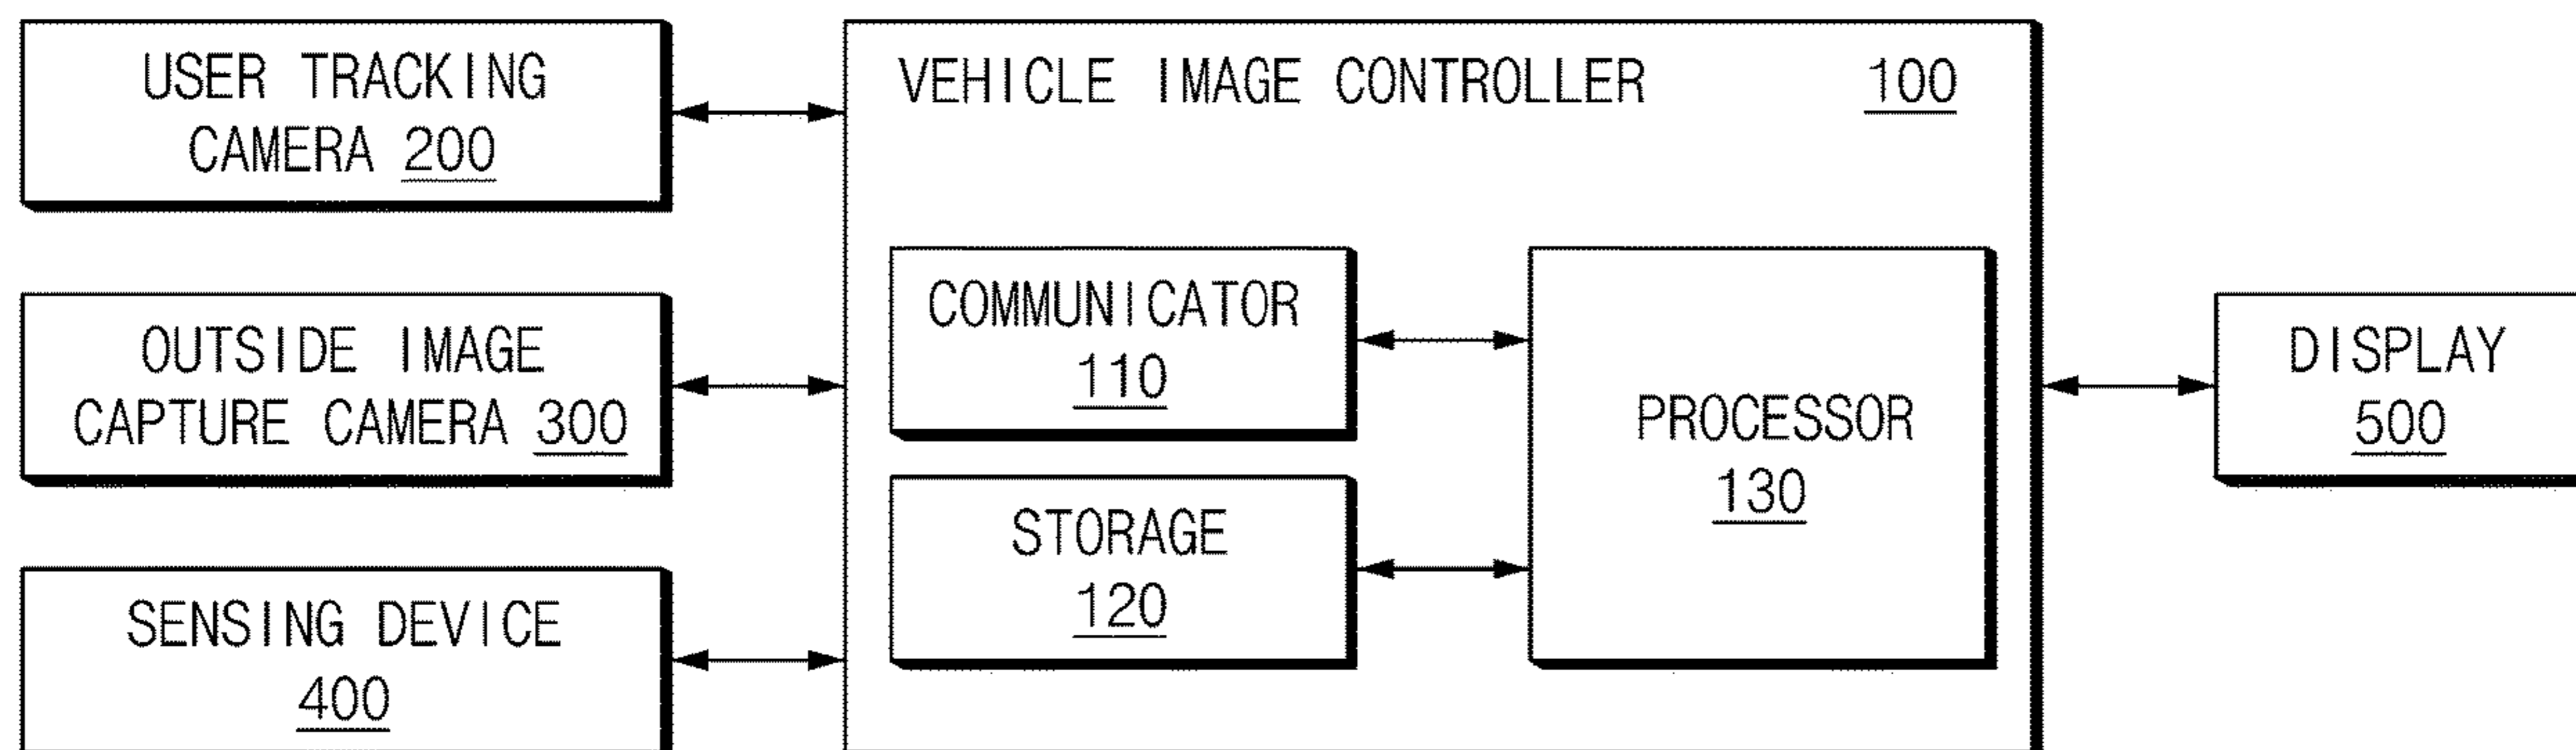 USER TRACKING
CAMERA 200
OUTSIDE IMAGE
CAPTURE CAMERA 300
SENSING DEVICE
400
VEHICLE IMAGE CONTROLLER 100
COMMUNICATOR
110
STORAGE
120
PROCESSOR
130
DISPLAY
500